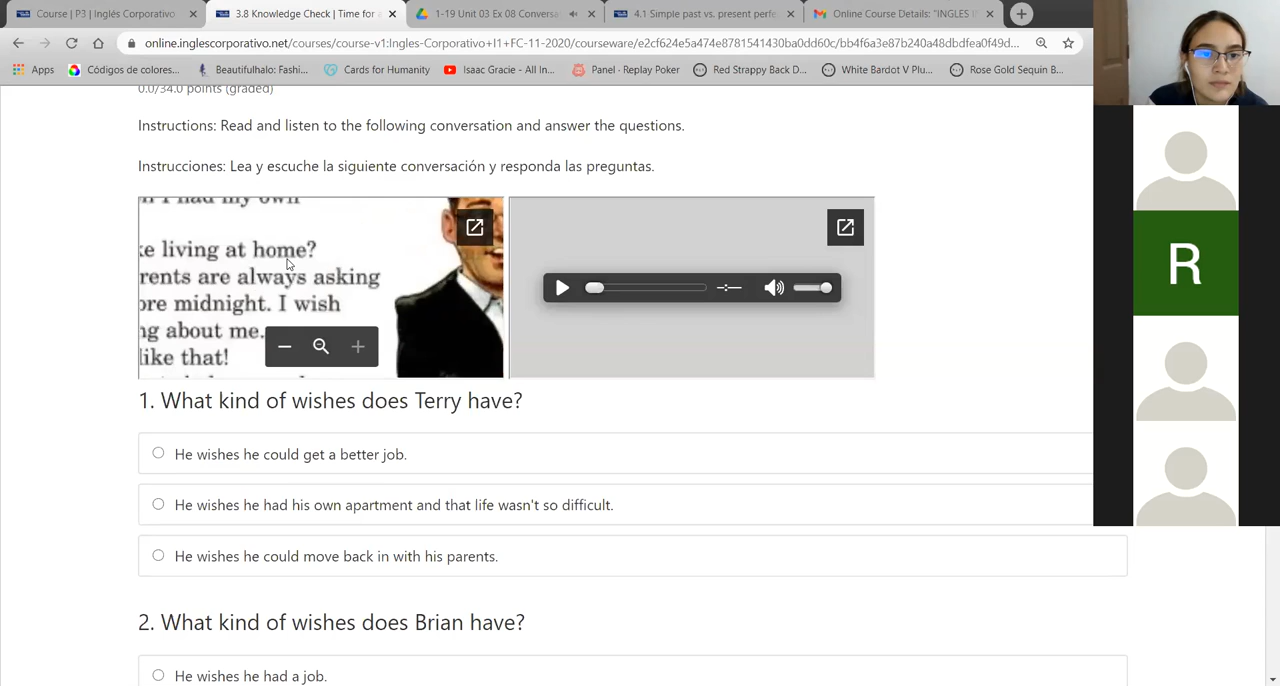 Course | P3 | Inglés Corporativo
3.8 Knowledge Check | Time for
1-19 Unit 03 Ex 08 Conversa
4.1 Simple past vs. present perfe
Online Course Details: "INGLES
online.inglescorporativo.net/courses/course-v1:Ingles-Corporativo+I1+FC-11-2020/courseware/e2cf624e5a474e8781541430ba0dd60c/bb4f6a3e87b240a48dbdfea0f49d...
Apps
Códigos de colores...
Beautifulhalo: Fashi...
Cards for Humanity
Isaac Gracie - All In...
Panel · Replay Poker
Red Strappy Back D...
White Bardot V Plu...
Rose Gold Sequin B...
0.0/34.0 points (graded)
Instructions: Read and listen to the following conversation and answer the questions.
Instrucciones: Lea y escuche la siguiente conversación y responda las preguntas.
I had my own
ke living at home?
rents are always asking
ore midnight. I wish
ng about me.
like that!
R
1. What kind of wishes does Terry have?
He wishes he could get a better job.
He wishes he had his own apartment and that life wasn't so difficult.
He wishes he could move back in with his parents.
2. What kind of wishes does Brian have?
He wishes he had a job.